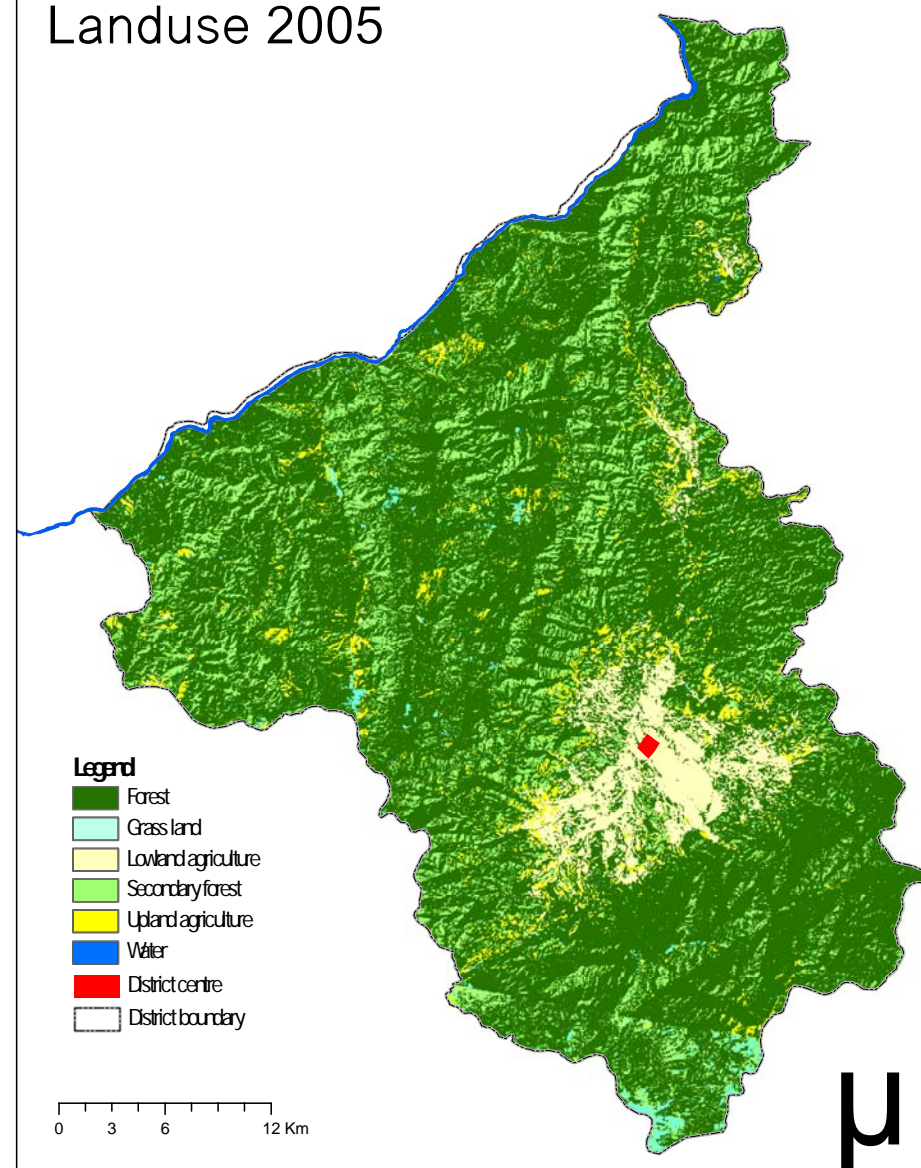 Landuse 2005
Legend
Forest
Grass land
Lowland agriculture
Secondary forest
Upland agriculture
Water
District centre
District boundary
0 3 6 12 Km
µ